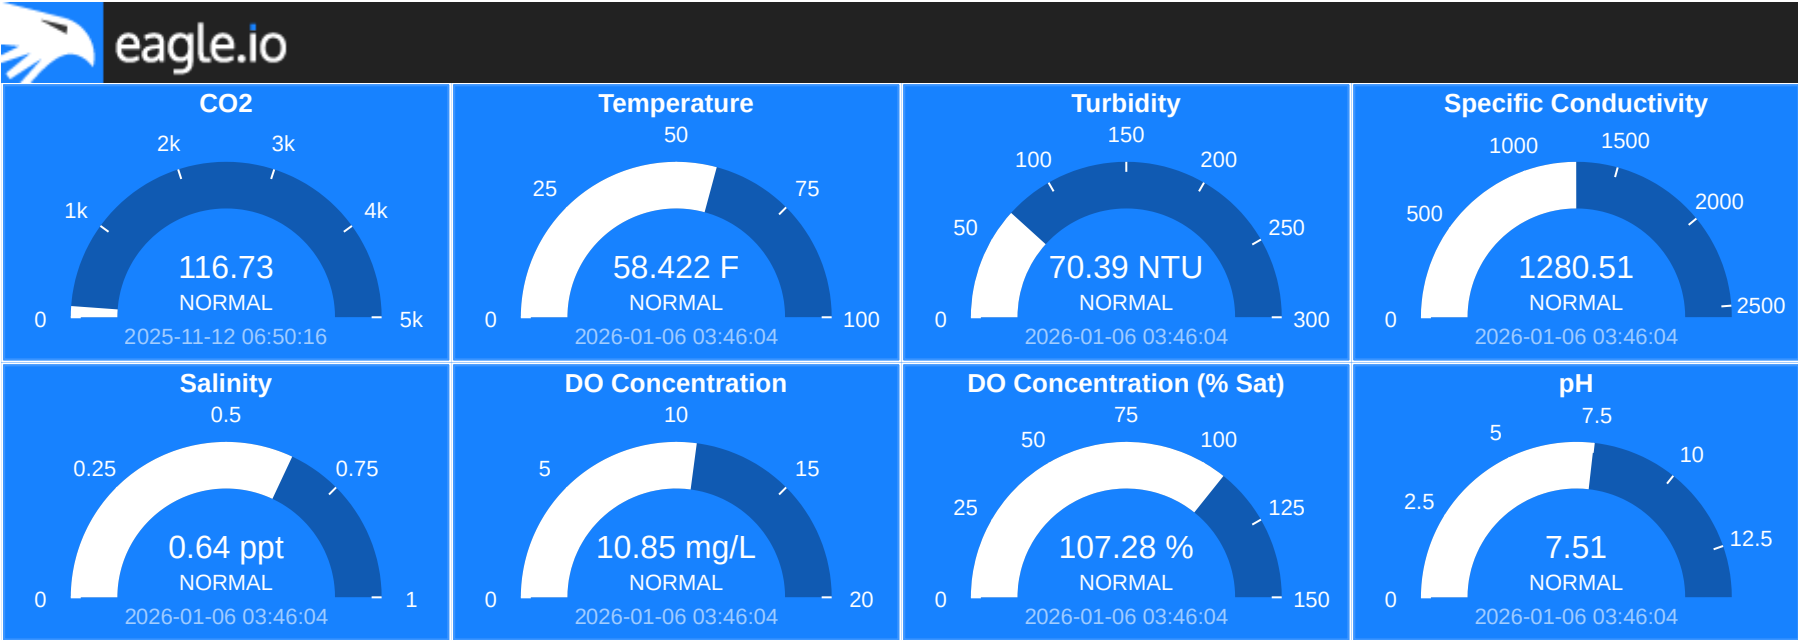 eagle.io
CO2
2k
3k
1k
4k
116.73
NORMAL
0
5k
2025-11-12 06:50:16
Temperature
50
25
75
58.422 F
NORMAL
0
100
2026-01-06 03:46:04
Turbidity
150
100
200
50
250
70.39 NTU
NORMAL
0
300
2026-01-06 03:46:04
Specific Conductivity
1000
1500
500
2000
1280.51
NORMAL
0
2500
2026-01-06 03:46:04
Salinity
0.5
0.25
0.75
0.64 ppt
NORMAL
0
1
2026-01-06 03:46:04
DO Concentration
10
5
15
10.85 mg/L
NORMAL
0
20
2026-01-06 03:46:04
DO Concentration (% Sat)
75
50
100
25
125
107.28 %
NORMAL
0
150
2026-01-06 03:46:04
pH
7.5
5
10
2.5
12.5
7.51
NORMAL
0
2026-01-06 03:46:04